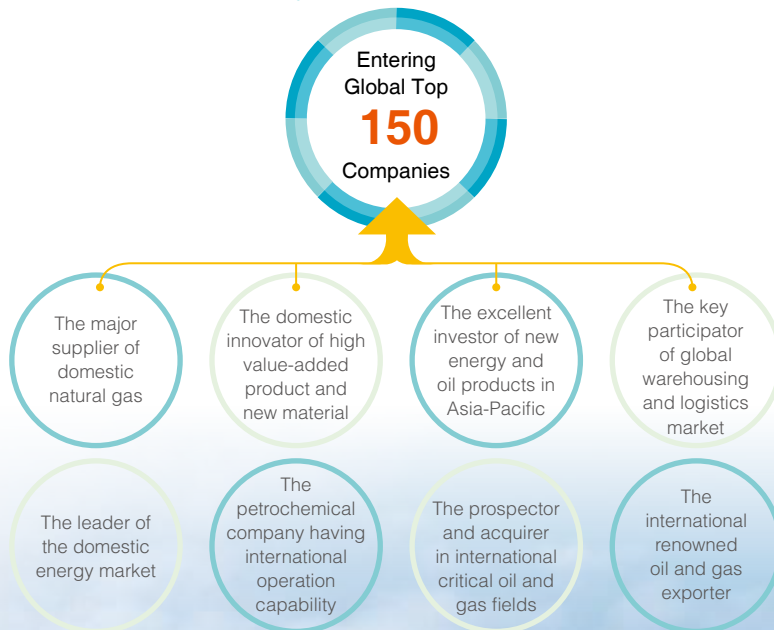 Entering
Global Top
150
Companies
The major
supplier of
domestic
natural gas
The domestic
innovator of high
value-added
product and
new material
The excellent
investor of new
energy and
oil products in
Asia-Pacific
The key
participator
of global
warehousing
and logistics
market
The leader of
the domestic
energy market
The
petrochemical
company having
international
operation
capability
The prospector
and acquirer
in international
critical oil and
gas fields
The
international
renowned
oil and gas
exporter